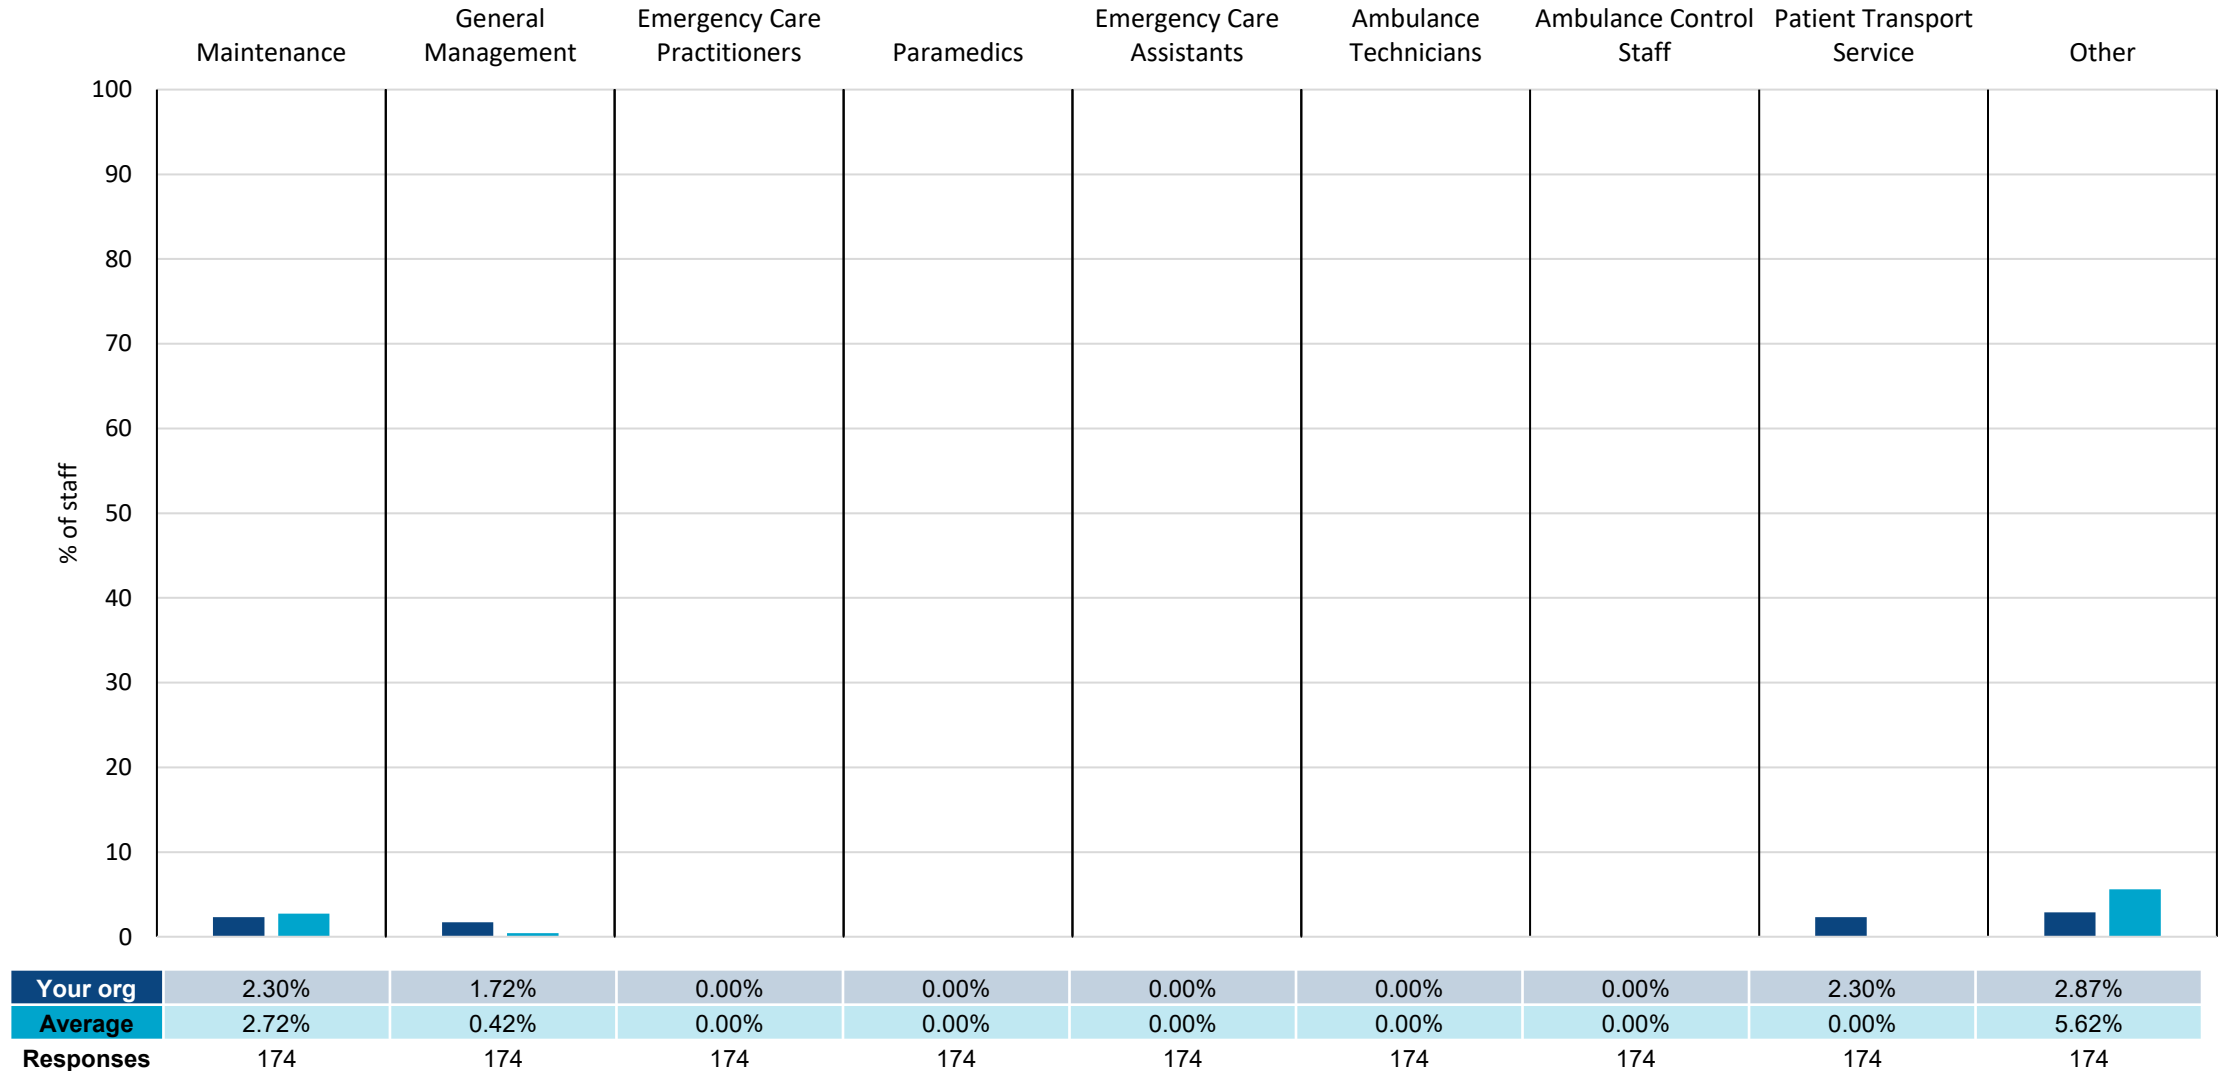 Maintenance
General
Management
Emergency Care
Practitioners
Paramedics
Emergency Care
Assistants
Ambulance
Technicians
Ambulance Control
Staff
Patient Transport
Service
Other
% of staff
100
90
80
70
60
50
40
30
20
10
0
Your org 2.30% 1.72% 0.00% 0.00% 0.00% 0.00% 0.00% 2.30% 2.87%
Average 2.72% 0.42% 0.00% 0.00% 0.00% 0.00% 0.00% 0.00% 5.62%
Responses 174 174 174 174 174 174 174 174 174